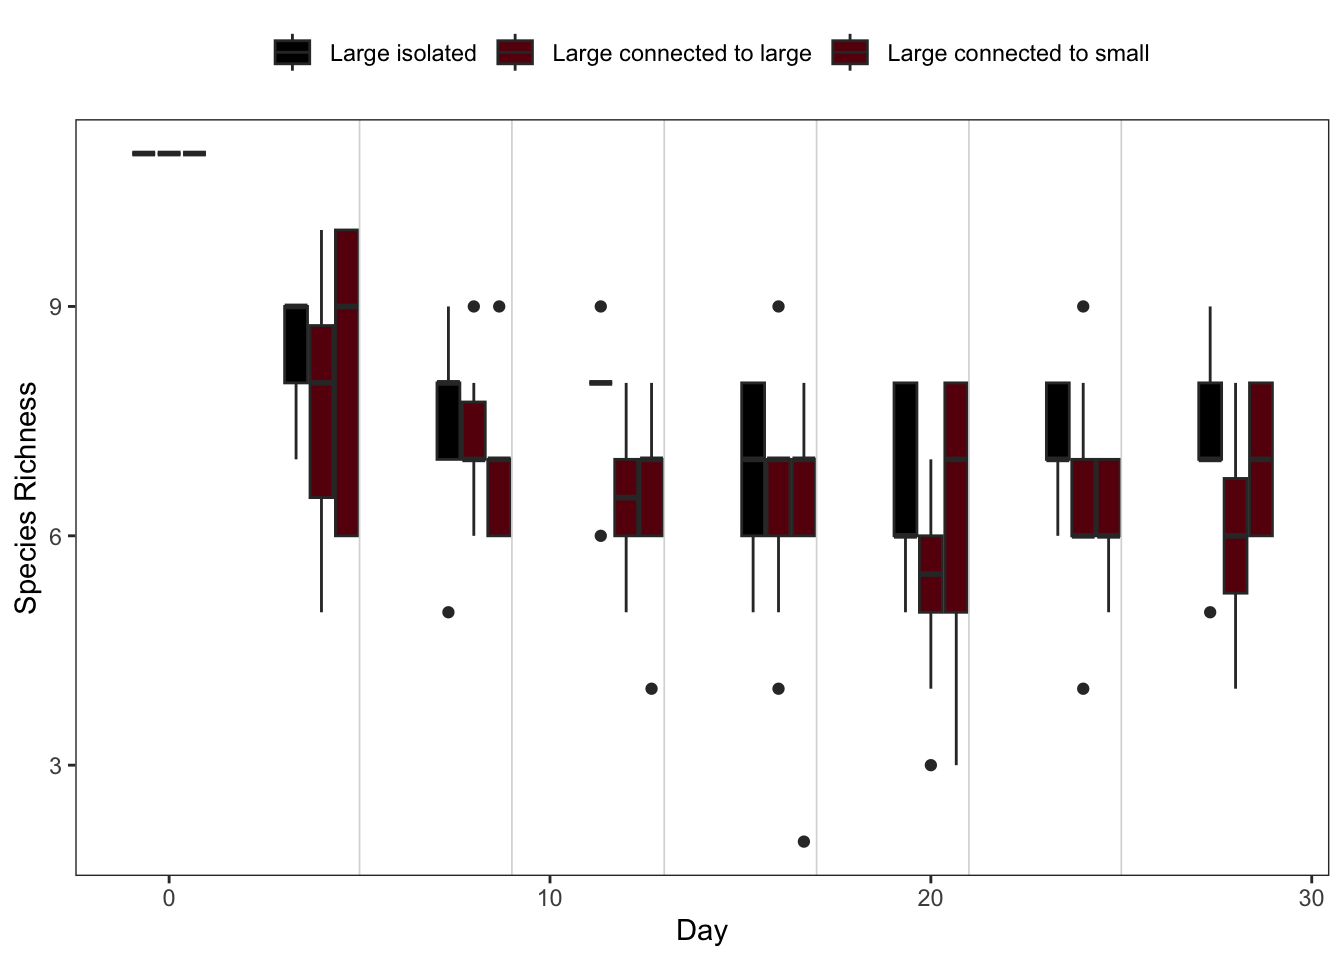 Large isolated Large connected to large Large connected to small
9
6
3
Species Richness
0 10 20 30
Day